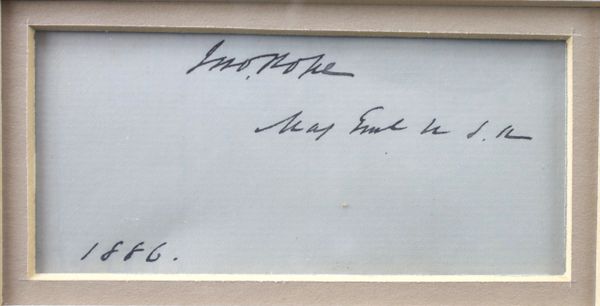 Jno. Pope
Maj Genl U S. A
1886.